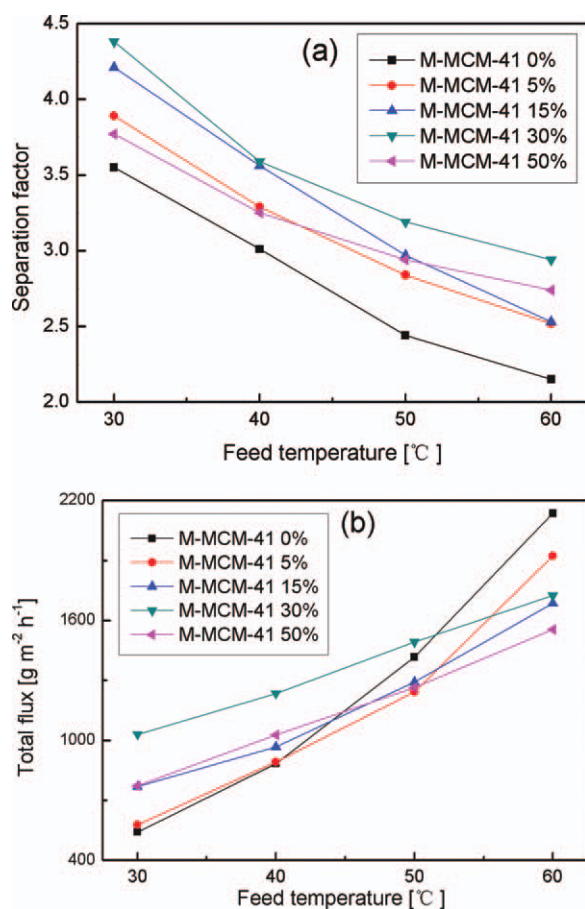 (a)
M-MCM-41 0%
M-MCM-41 5%
M-MCM-41 15%
M-MCM-41 30%
M-MCM-41 50%
4.5
4.0
3.5
3.0
2.5
2.0
Separation factor
30 40 50 60
Feed temperature [℃]
(b)
M-MCM-41 0%
M-MCM-41 5%
M-MCM-41 15%
M-MCM-41 30%
M-MCM-41 50%
2200
1600
1000
400
Total flux [g m⁻² h⁻¹]
30 40 50 60
Feed temperature [℃]